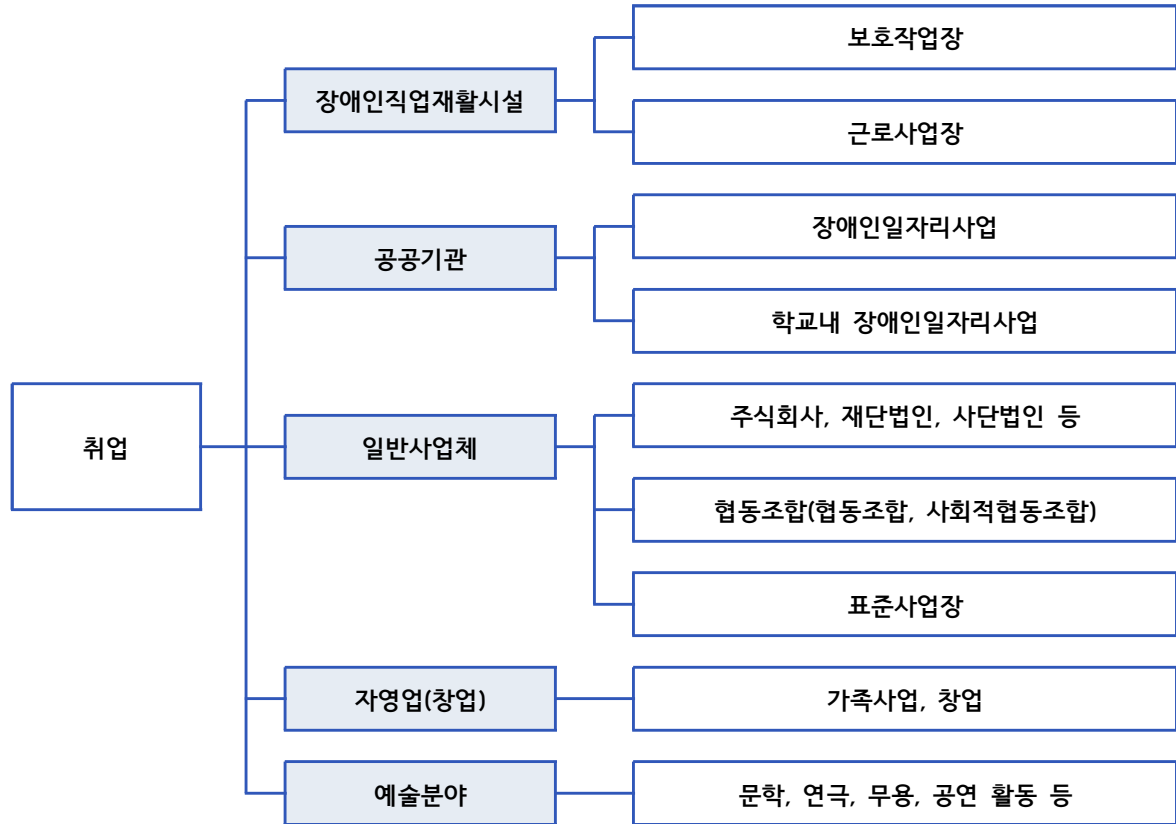 취업
장애인직업재활시설
보호작업장
근로사업장
공공기관
장애인일자리사업
학교내 장애인일자리사업
일반사업체
주식회사, 재단법인, 사단법인 등
협동조합(협동조합, 사회적협동조합)
표준사업장
자영업(창업)
가족사업, 창업
예술분야
문학, 연극, 무용, 공연 활동 등